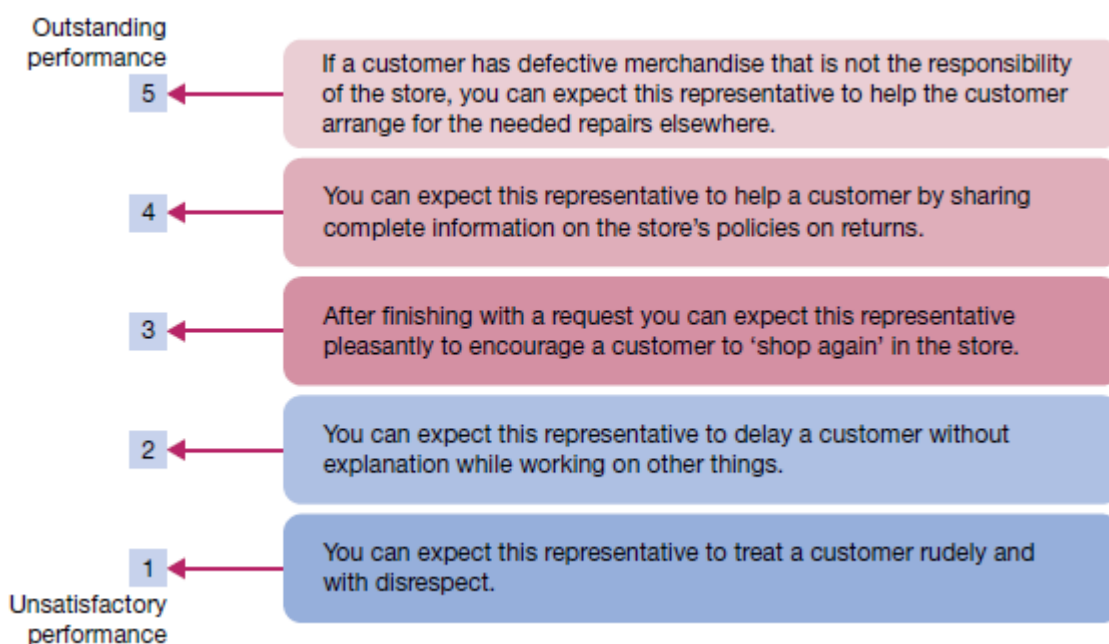 Outstanding
performance
5
If a customer has defective merchandise that is not the responsibility
of the store, you can expect this representative to help the customer
arrange for the needed repairs elsewhere.
4
You can expect this representative to help a customer by sharing
complete information on the store's policies on returns.
3
After finishing with a request you can expect this representative
pleasantly to encourage a customer to ‘shop again’ in the store.
2
You can expect this representative to delay a customer without
explanation while working on other things.
1
You can expect this representative to treat a customer rudely and
with disrespect.
Unsatisfactory
performance